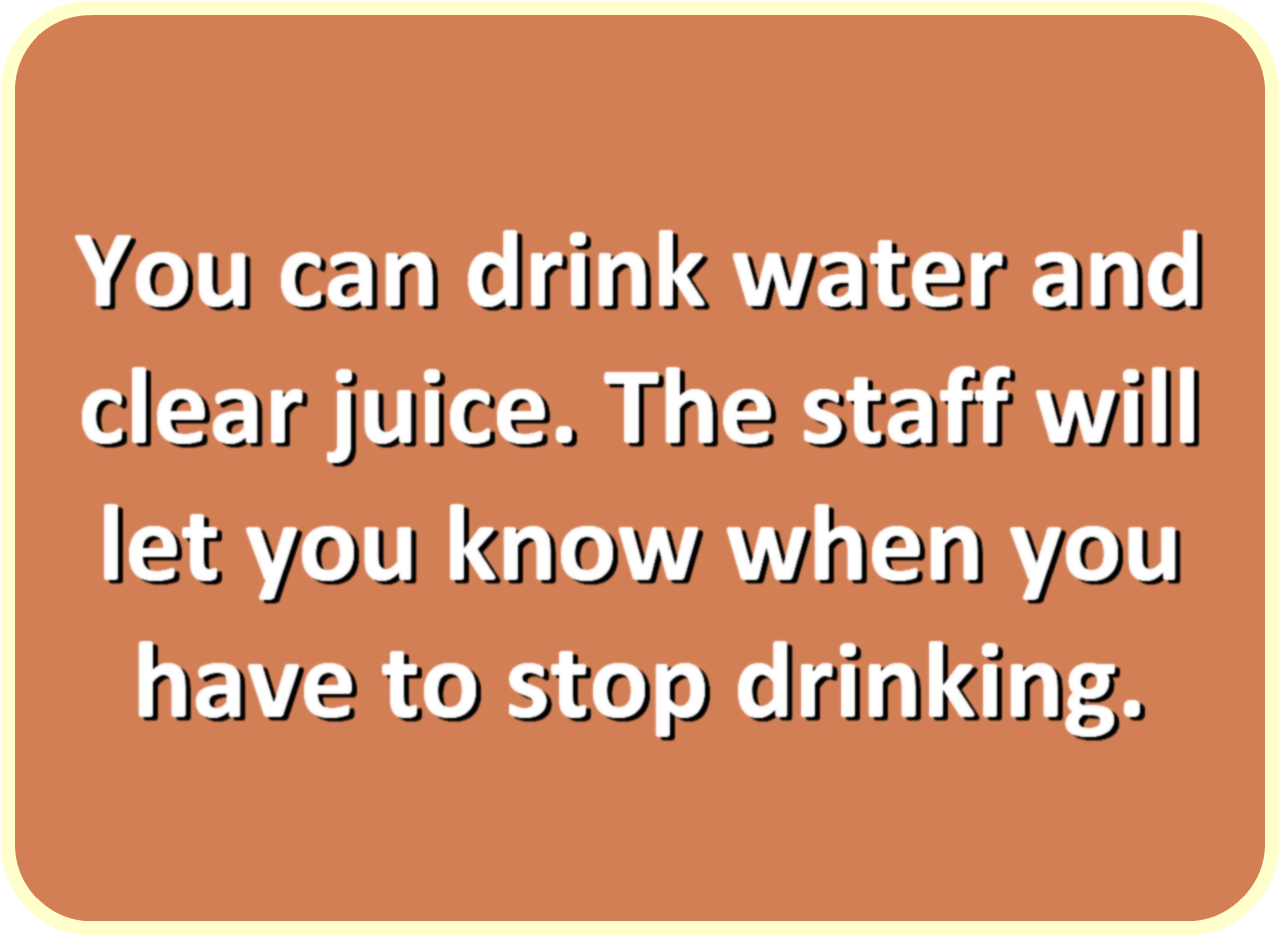 You can drink water and
clear juice. The staff will
let you know when you
have to stop drinking.